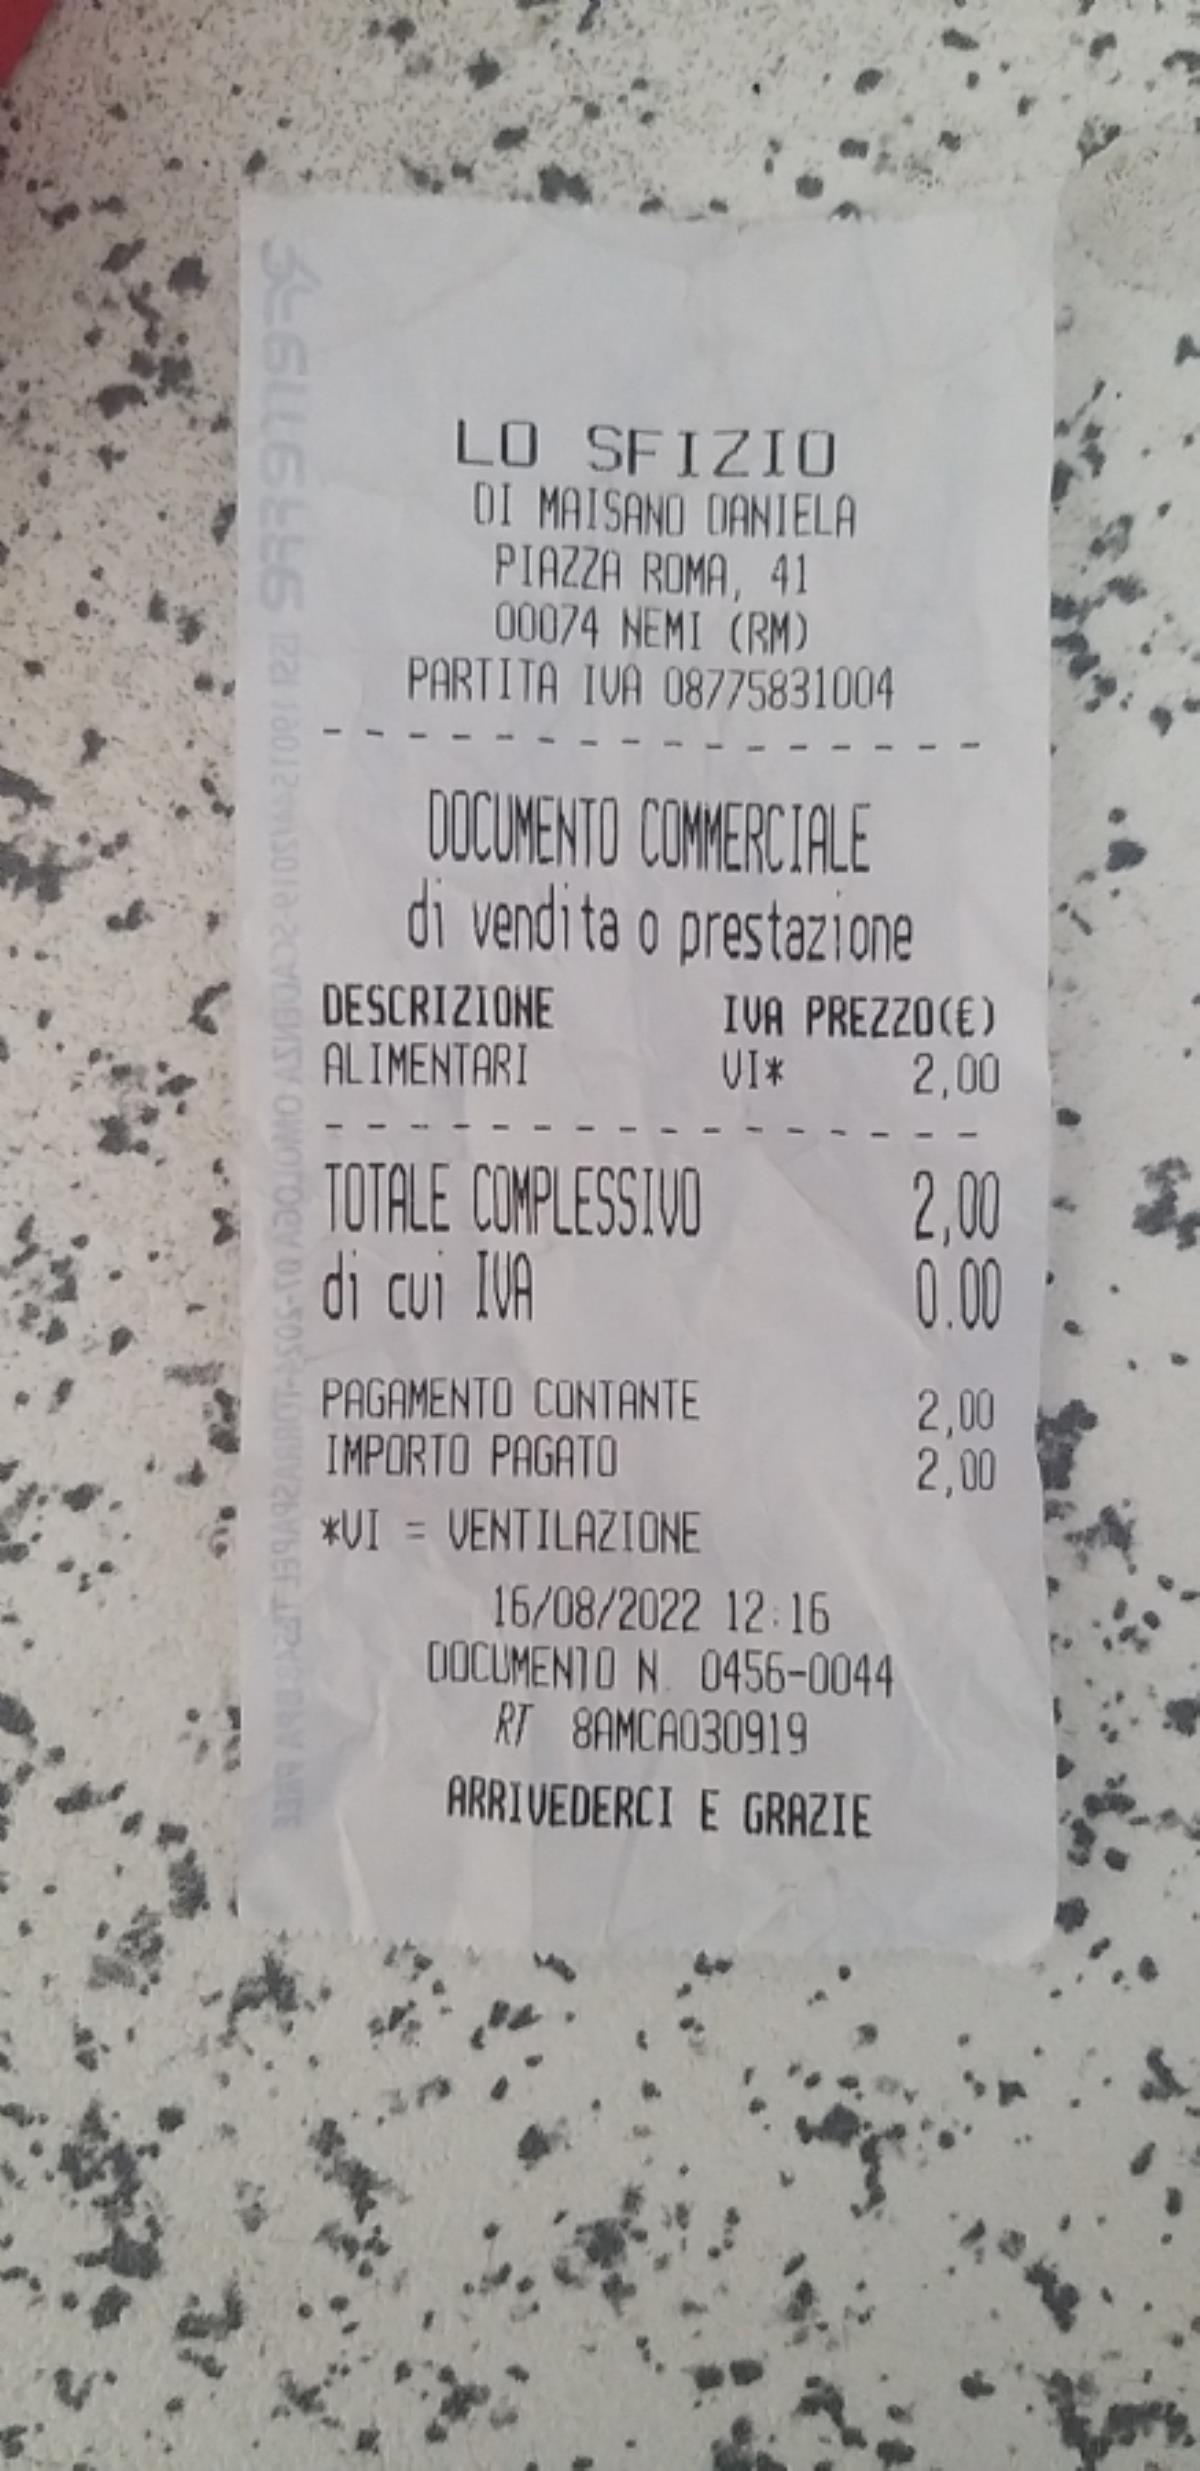 LO SFIZIO
DI MAISANO DANIELA
PIAZZA ROMA, 41
00074 NEMI (RM)
PARTITA IVA 08775831004
DOCUMENTO COMMERCIALE
di vendita o prestazione
DESCRIZIONE IVA PREZZO(€)
ALIMENTARI VI* 2,00
TOTALE COMPLESSIVO 2,00
di cui IVA 0.00
PAGAMENTO CONTANTE 2,00
IMPORTO PAGATO 2,00
*VI = VENTILAZIONE
16/08/2022 12:16
DOCUMENTO N. 0456-0044
RT 8AMCA030919
ARRIVEDERCI E GRAZIE